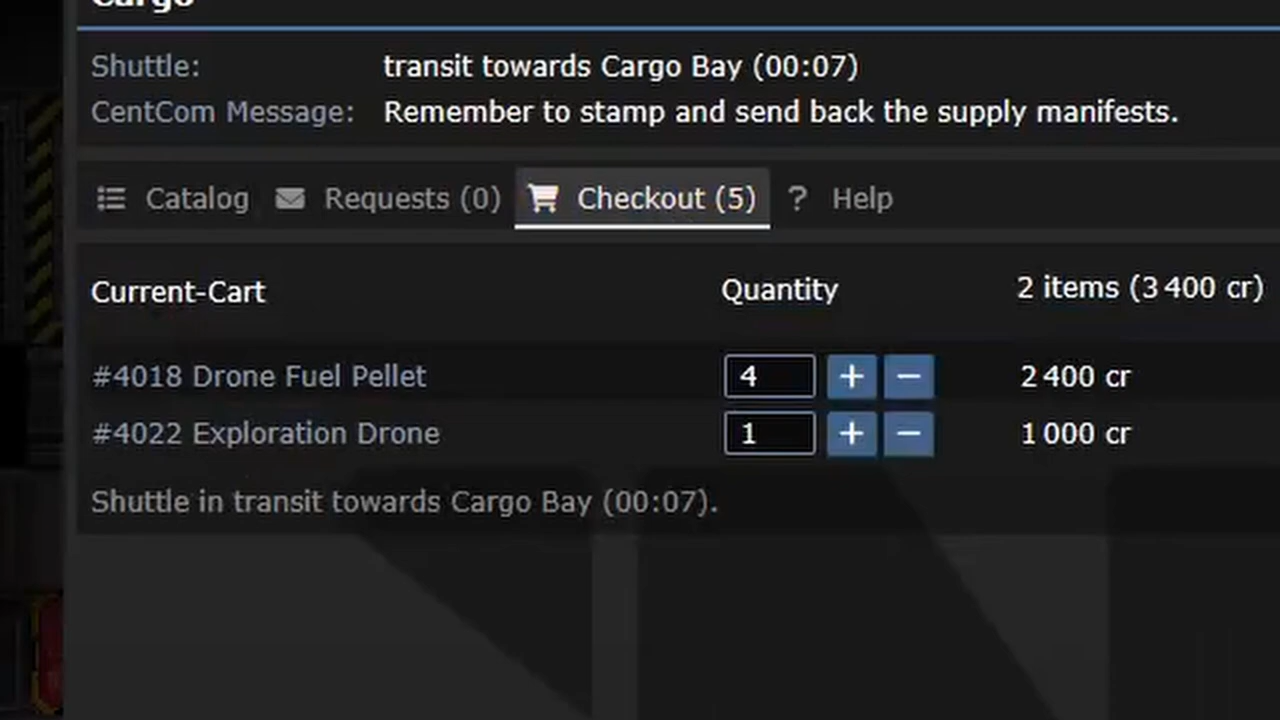 Cargo
Shuttle: transit towards Cargo Bay (00:07)
CentCom Message: Remember to stamp and send back the supply manifests.
Catalog Requests (0) Checkout (5) ? Help
Current-Cart Quantity 2 items (3 400 cr)
#4018 Drone Fuel Pellet 4 + − 2 400 cr
#4022 Exploration Drone 1 + − 1 000 cr
Shuttle in transit towards Cargo Bay (00:07).